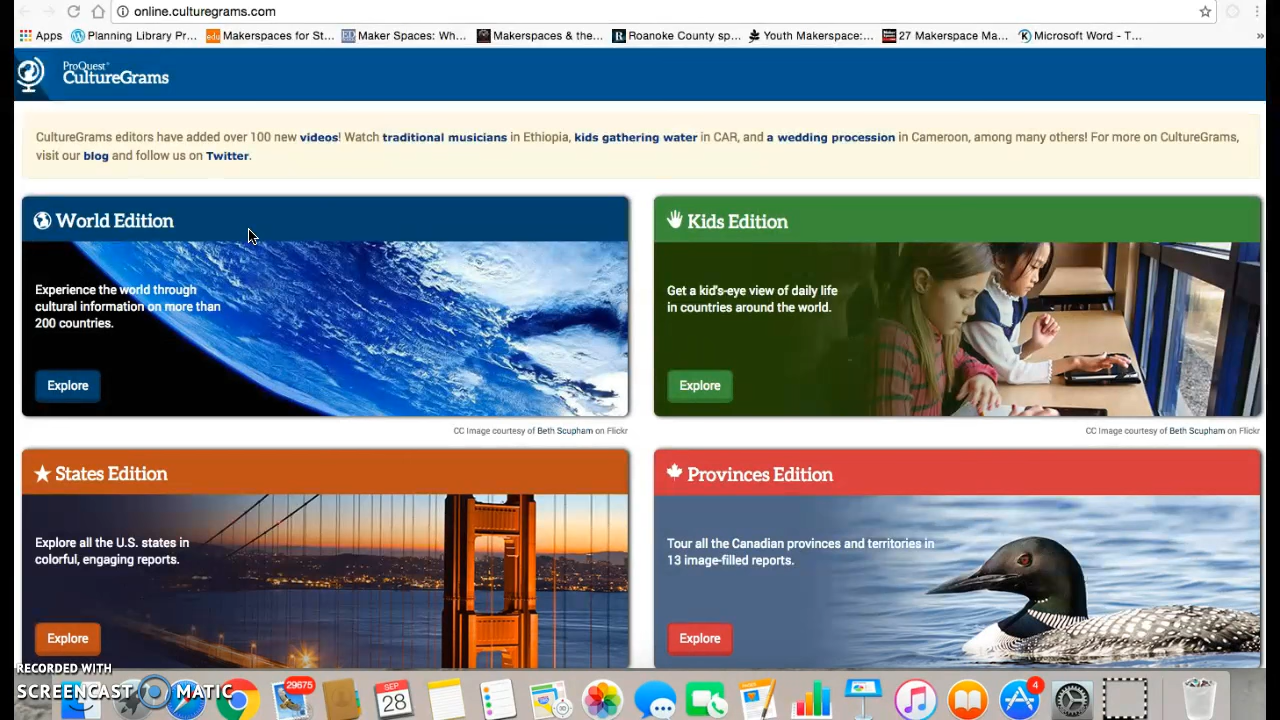 online.culturegrams.com
Apps Planning Library Pr... Makerspaces for St... Maker Spaces: Wh... Makerspaces & the... Roanoke County sp... Youth Makerspace:... 27 Makerspace Ma... Microsoft Word - T... »
ProQuest®
CultureGrams
CultureGrams editors have added over 100 new videos! Watch traditional musicians in Ethiopia, kids gathering water in CAR, and a wedding procession in Cameroon, among many others! For more on CultureGrams,
visit our blog and follow us on Twitter.
World Edition
Experience the world through
cultural information on more than
200 countries.
Explore
CC Image courtesy of Beth Scupham on Flickr
Kids Edition
Get a kid's-eye view of daily life
in countries around the world.
Explore
CC Image courtesy of Beth Scupham on Flickr
States Edition
Explore all the U.S. states in
colorful, engaging reports.
Explore
Provinces Edition
Tour all the Canadian provinces and territories in
13 image-filled reports.
Explore
RECORDED WITH
SCREENCAST MATIC
29675
SEP
28
4